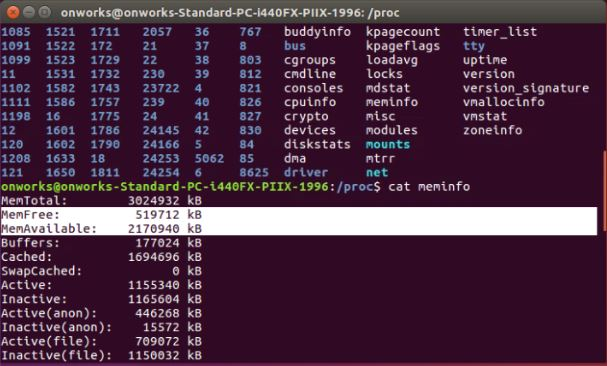 onworks@onworks-Standard-PC-i440FX-PIIX-1996: /proc
1085  1521  1711  2057  36  767  buddyinfo  kpagecount  timer_list
1091  1522  172  21  37  8  bus  kpageflags  tty
1099  1523  1729  22  38  803  cgroups  loadavg  uptime
11  1531  1732  230  39  812  cmdline  locks  version
1102  1582  1743  23722  4  821  consoles  mdstat  version_signature
1111  1586  1757  239  40  826  cpuinfo  meminfo  vmallocinfo
1198  16  1775  24  41  827  crypto  misc  vmstat
12  1601  1786  24145  42  830  devices  modules  zoneinfo
120  1602  1790  24166  5  84  diskstats  mounts
1208  1633  18  24253  5062  85  dma  mtrr
121  1650  1811  24254  6  8625  driver  net
onworks@onworks-Standard-PC-i440FX-PIIX-1996:/proc$ cat meminfo
MemTotal:        3024932 kB
MemFree:          519712 kB
MemAvailable:    2170940 kB
Buffers:          177024 kB
Cached:          1694696 kB
SwapCached:            0 kB
Active:          1155340 kB
Inactive:        1165604 kB
Active(anon):     446268 kB
Inactive(anon):    15572 kB
Active(file):     709072 kB
Inactive(file):  1150032 kB